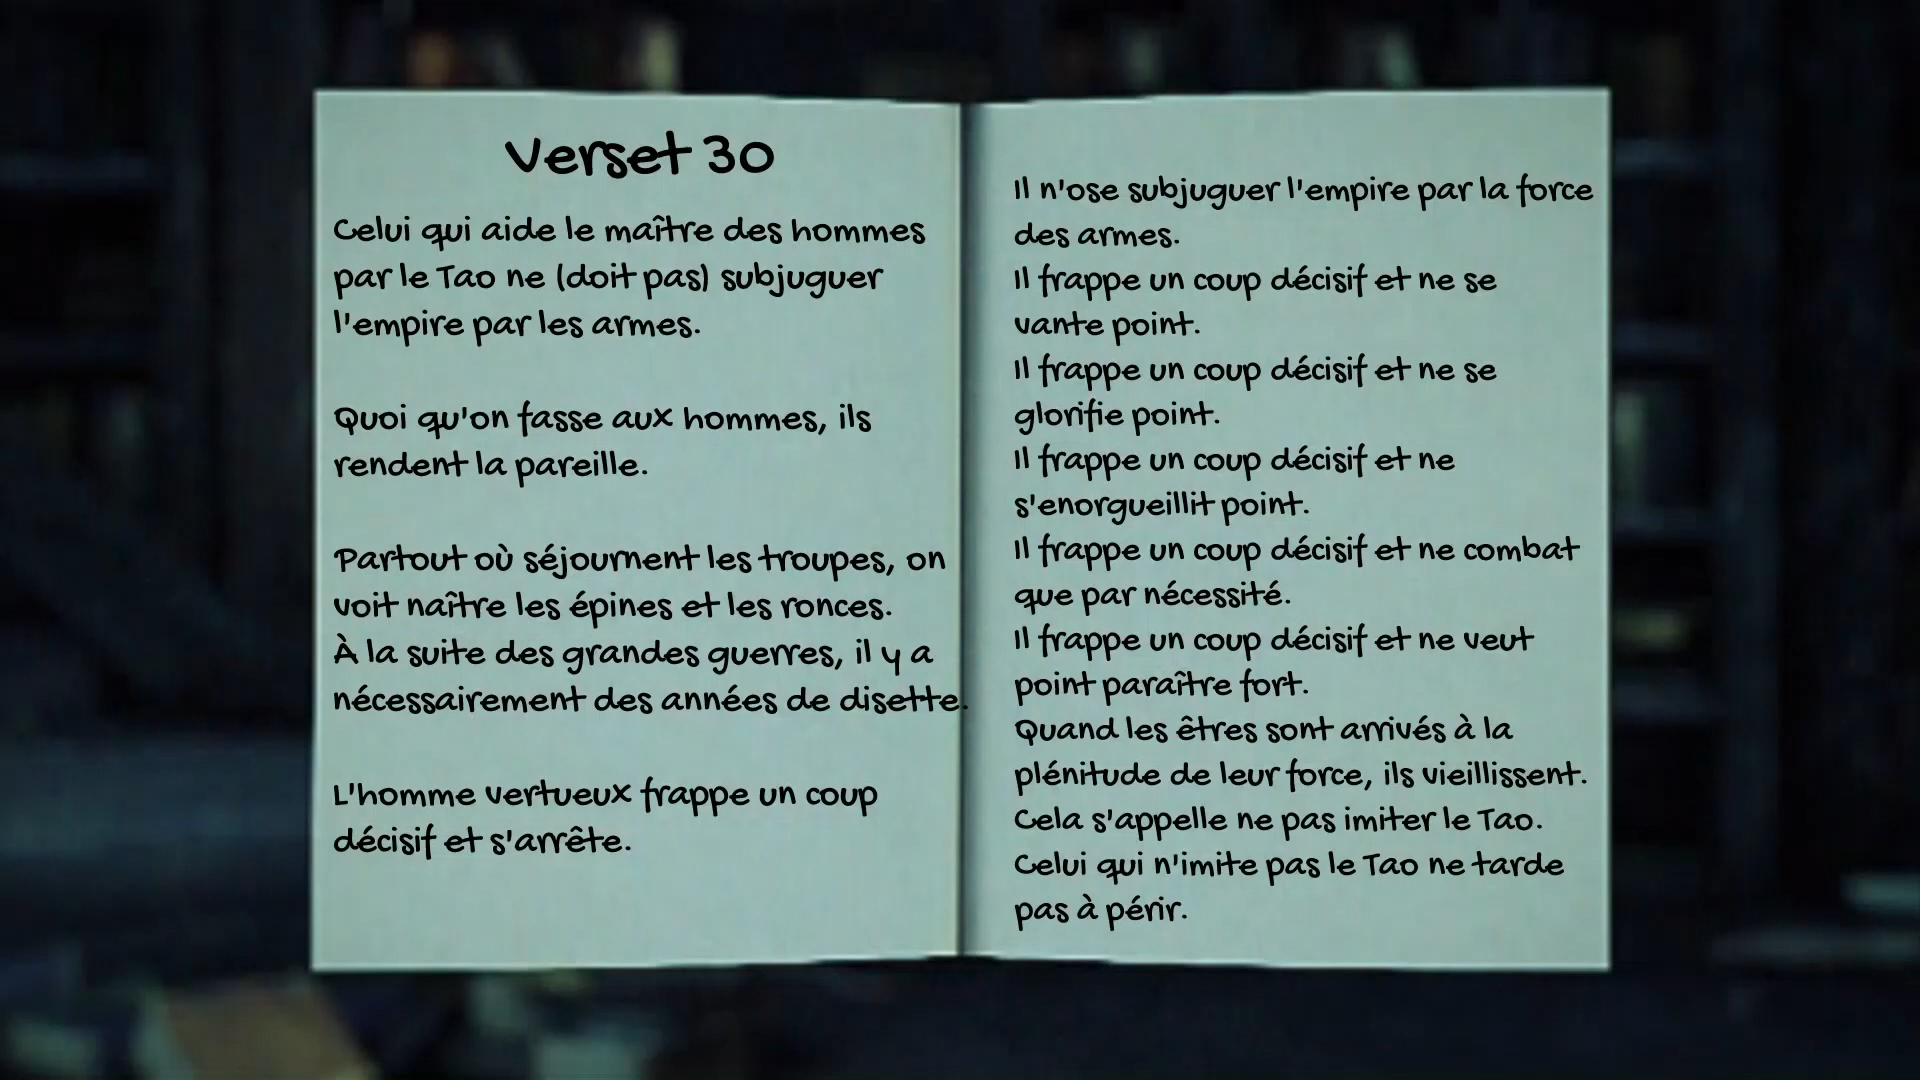 Verset 30
Celui qui aide le maître des hommes
par le Tao ne (doit pas) subjuguer
l'empire par les armes.
Quoi qu'on fasse aux hommes, ils
rendent la pareille.
Partout où séjournent les troupes, on
voit naître les épines et les ronces.
À la suite des grandes guerres, il y a
nécessairement des années de disette.
L'homme vertueux frappe un coup
décisif et s'arrête.
Il n'ose subjuguer l'empire par la force
des armes.
Il frappe un coup décisif et ne se
vante point.
Il frappe un coup décisif et ne se
glorifie point.
Il frappe un coup décisif et ne
s'enorgueillit point.
Il frappe un coup décisif et ne combat
que par nécessité.
Il frappe un coup décisif et ne veut
point paraître fort.
Quand les êtres sont arrivés à la
plénitude de leur force, ils vieillissent.
Cela s'appelle ne pas imiter le Tao.
Celui qui n'imite pas le Tao ne tarde
pas à périr.